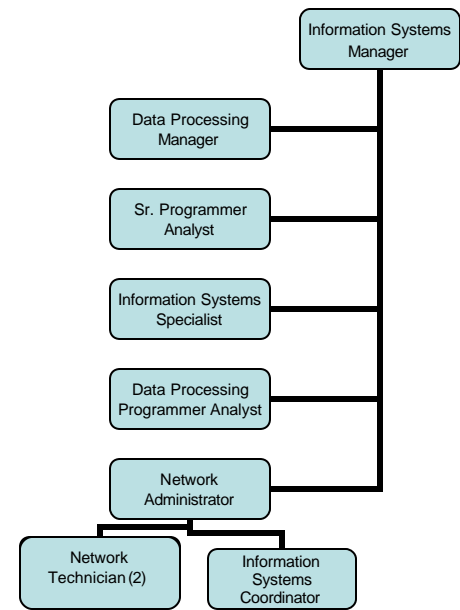 Information Systems
Manager
Data Processing
Manager
Sr. Programmer
Analyst
Information Systems
Specialist
Data Processing
Programmer Analyst
Network
Administrator
Network
Technician (2)
Information
Systems
Coordinator